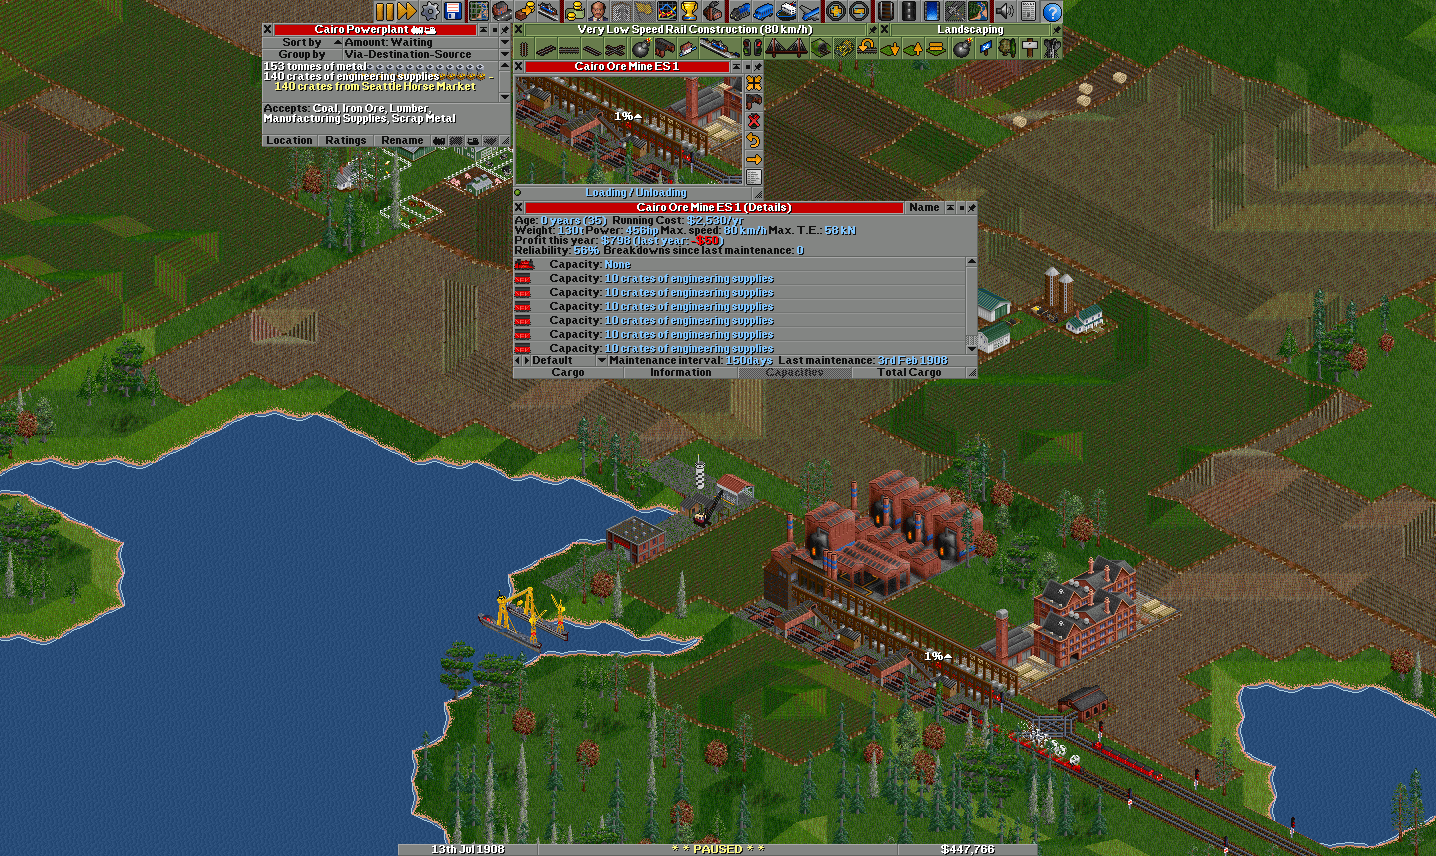 Cairo Powerplant
Sort by
Amount: Waiting
Group by
Via-Destination-Source
153 tonnes of metal
140 crates of engineering supplies
-
140 crates from Seattle Horse Market
Accepts: Coal, Iron Ore, Lumber,
Manufacturing Supplies, Scrap Metal
Location
Ratings
Rename
Very Low Speed Rail Construction (80 km/h)
Landscaping
Cairo Ore Mine ES 1
1%
Loading / Unloading
Cairo Ore Mine ES 1 (Details)
Name
Age: 0 years (35) Running Cost: $2,530/yr
Weight: 130t Power: 456hp Max. speed: 80 km/h Max. T.E.: 58 kN
Profit this year: $798 (last year: -$50)
Reliability: 56% Breakdowns since last maintenance: 0
Capacity: None
Capacity: 10 crates of engineering supplies
Capacity: 10 crates of engineering supplies
Capacity: 10 crates of engineering supplies
Capacity: 10 crates of engineering supplies
Capacity: 10 crates of engineering supplies
Capacity: 10 crates of engineering supplies
Default
Maintenance interval: 150days Last maintenance: 3rd Feb 1908
Cargo
Information
Capacities
Total Cargo
1%
13th Jul 1908
* * PAUSED * *
$447,766